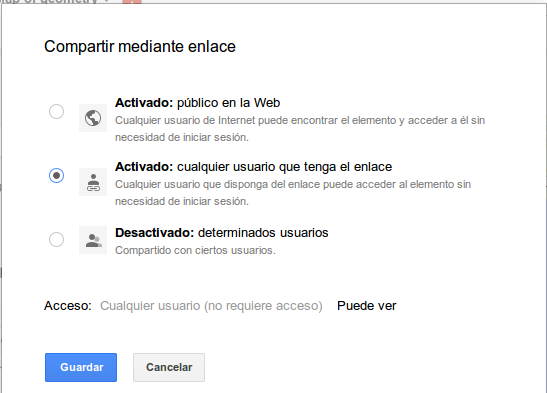 Compartir mediante enlace
Activado: público en la Web
Cualquier usuario de Internet puede encontrar el elemento y acceder a él sin
necesidad de iniciar sesión.
Activado: cualquier usuario que tenga el enlace
Cualquier usuario que disponga del enlace puede acceder al elemento sin
necesidad de iniciar sesión.
Desactivado: determinados usuarios
Compartido con ciertos usuarios.
Acceso: Cualquier usuario (no requiere acceso) Puede ver
Guardar Cancelar